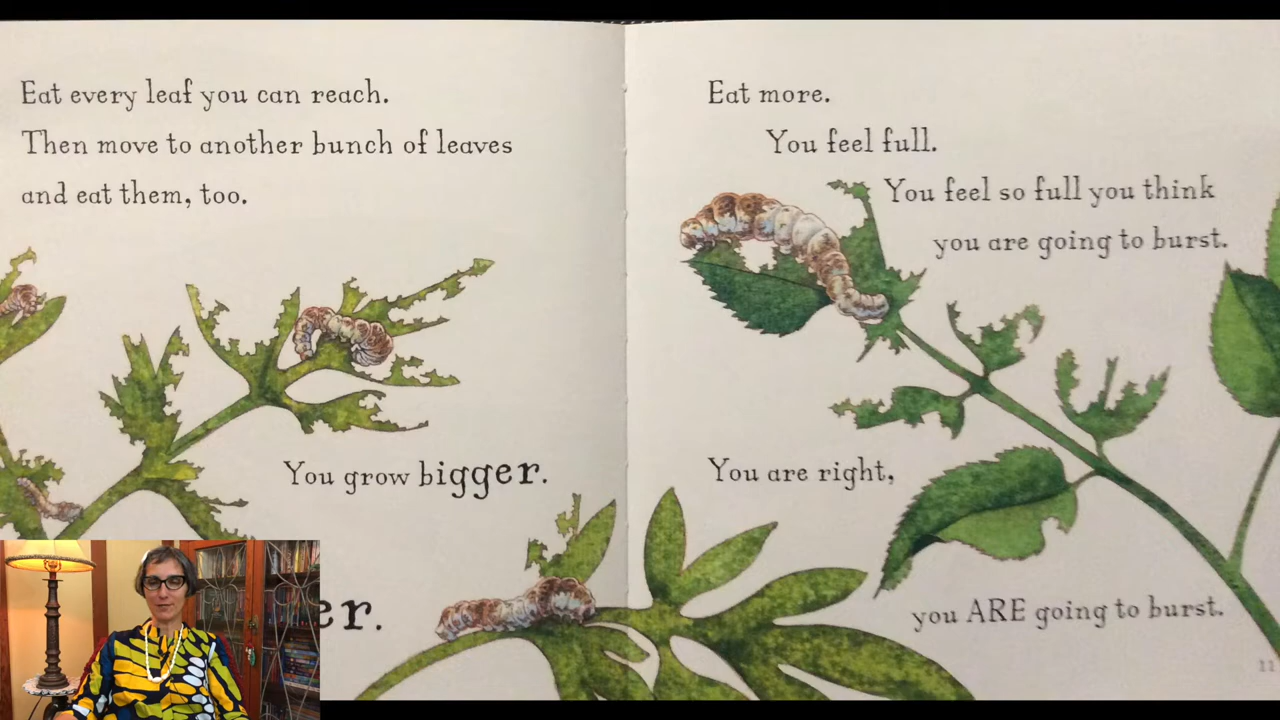 Eat every leaf you can reach.
Then move to another bunch of leaves
and eat them, too.
You grow bigger.
er.
Eat more.
You feel full.
You feel so full you think
you are going to burst.
You are right,
you ARE going to burst.
11